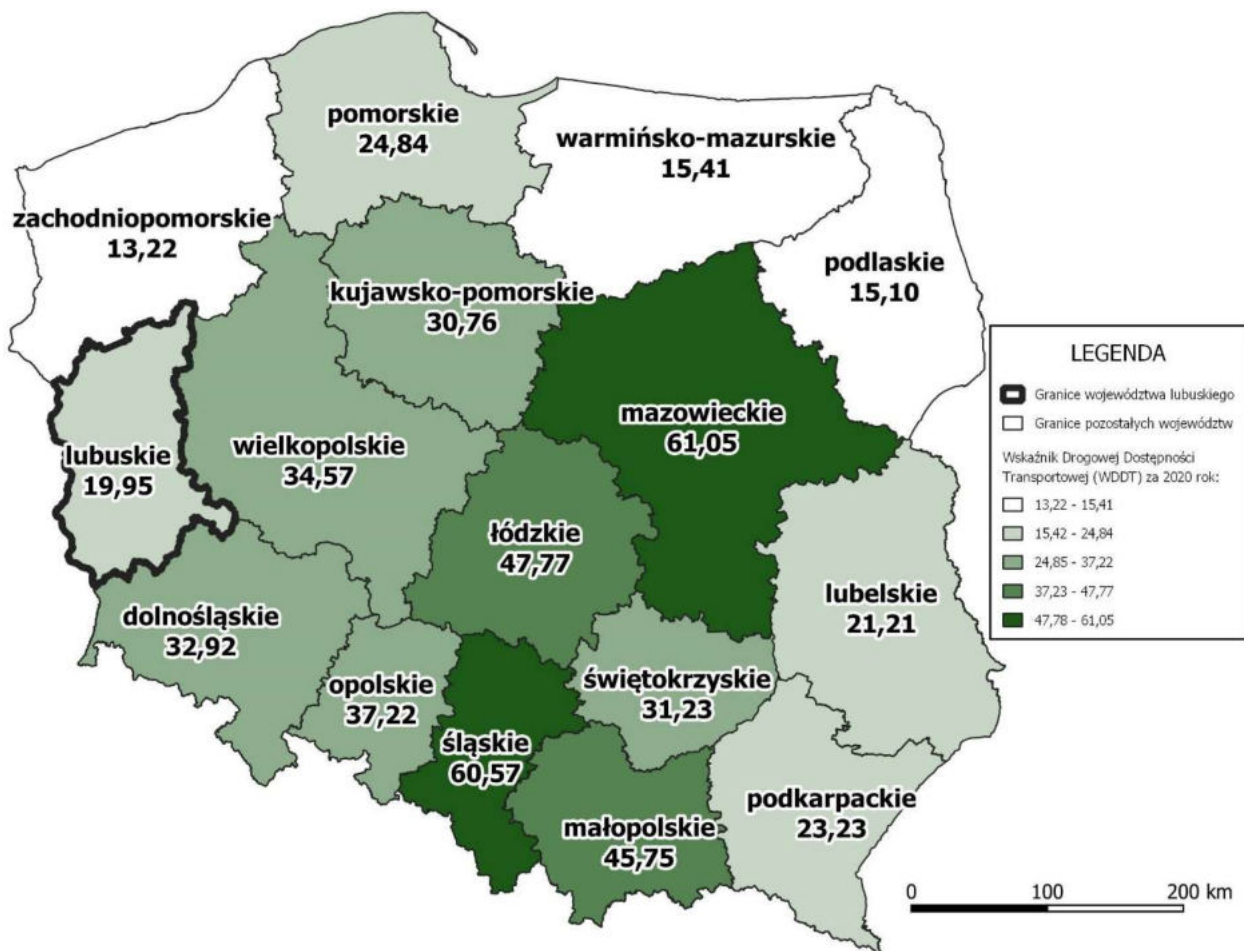 pomorskie
24,84
warmińsko-mazurskie
15,41
zachodniopomorskie
13,22
podlaskie
15,10
kujawsko-pomorskie
30,76
mazowieckie
61,05
wielkopolskie
34,57
lubuskie
19,95
łódzkie
47,77
lubelskie
21,21
dolnośląskie
32,92
opolskie
37,22
świętokrzyskie
31,23
śląskie
60,57
podkarpackie
23,23
małopolskie
45,75
LEGENDA
Granice województwa lubuskiego
Granice pozostałych województw
Wskaźnik Drogowej Dostępności
Transportowej (WDDT) za 2020 rok:
13,22 - 15,41
15,42 - 24,84
24,85 - 37,22
37,23 - 47,77
47,78 - 61,05
0 100 200 km